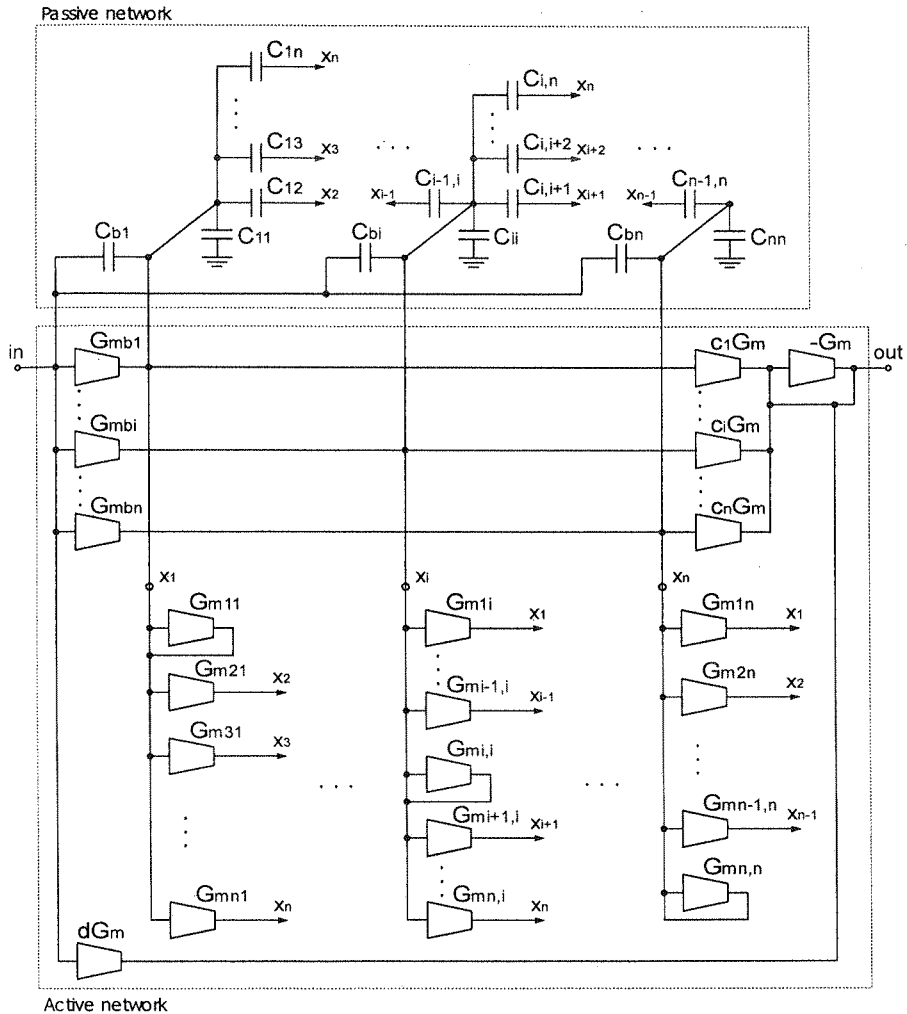 Passive network
C1n xn
C13 x3
C12 x2
C11
Cb1
Ci,n xn
Ci,i+2 xi+2
Ci-1,i xi-1
Ci,i+1 xi+1
Cii
Cbi
Cn-1,n xn-1
Cnn
Cbn
in
Gmb1
Gmbi
Gmbn
c1Gm
ciGm
cnGm
-Gm
out
x1
Gm11
Gm21 x2
Gm31 x3
Gmn1 xn
xi
Gm1i x1
Gmi-1,i xi-1
Gmi,i
Gmi+1,i xi+1
Gmn,i xn
xn
Gm1n x1
Gm2n x2
Gmn-1,n xn-1
Gmn,n
dGm
Active network